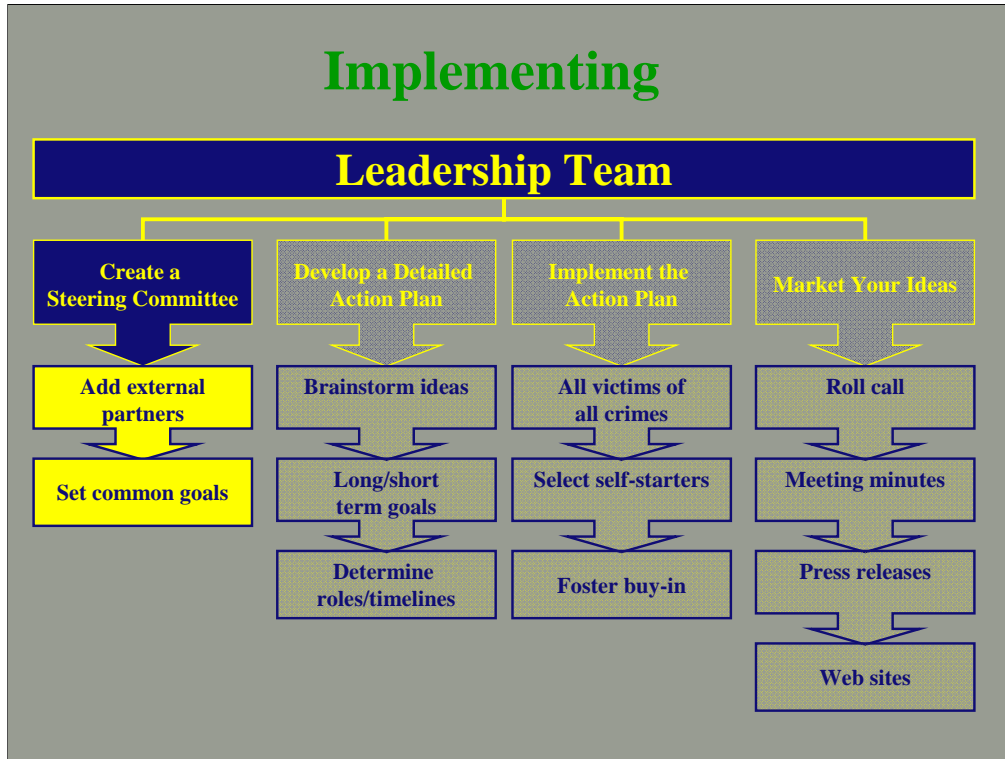 Implementing
Leadership Team
Create a
Steering Committee
Add external
partners
Set common goals
Develop a Detailed
Action Plan
Brainstorm ideas
Long/short
term goals
Determine
roles/timelines
Implement the
Action Plan
All victims of
all crimes
Select self-starters
Foster buy-in
Market Your Ideas
Roll call
Meeting minutes
Press releases
Web sites